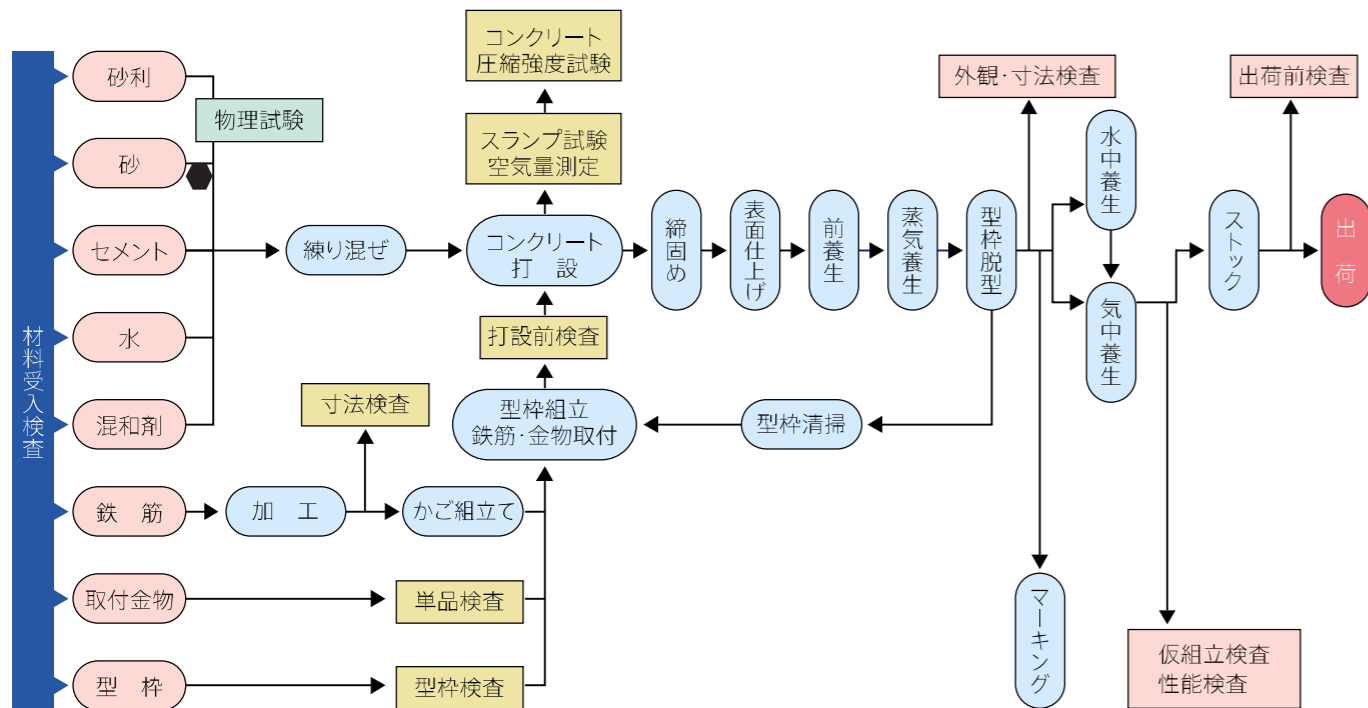 材料受入検査
砂利
砂
セメント
水
混和剤
鉄 筋
取付金物
型 枠
物理試験
練り混ぜ
コンクリート
圧縮強度試験
スランプ試験
空気量測定
コンクリート
打 設
打設前検査
型枠組立
鉄筋・金物取付
寸法検査
加 工
かご組立て
単品検査
型枠検査
締固め
表面仕上げ
前養生
蒸気養生
型枠脱型
型枠清掃
外観・寸法検査
マーキング
水中養生
気中養生
仮組立検査
性能検査
ストック
出荷前検査
出 荷